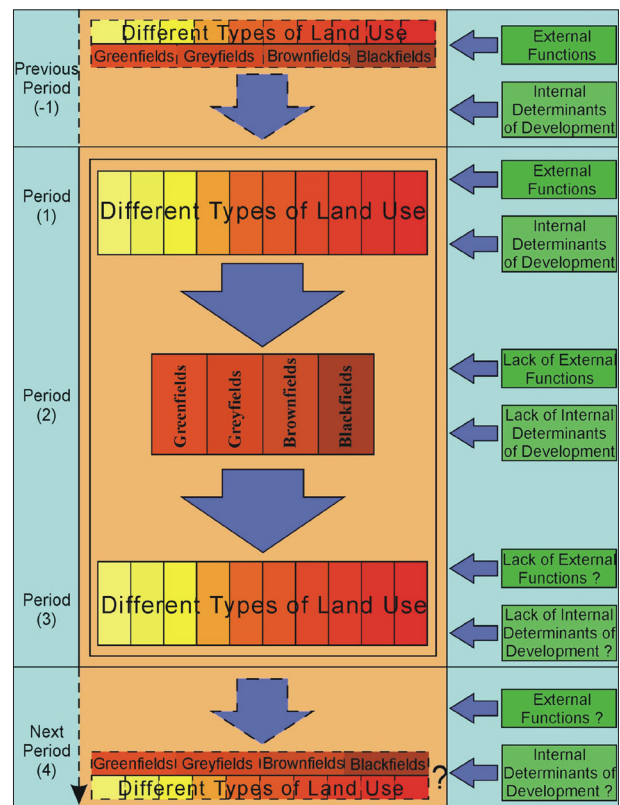 Different Types of Land Use
Greenfields Greyfields Brownfields Blackfields
Previous
Period
(-1)
External
Functions
Internal
Determinants
of Development
Period
(1)
Different Types of Land Use
External
Functions
Internal
Determinants
of Development
Period
(2)
Greenfields
Greyfields
Brownfields
Blackfields
Lack of External
Functions
Lack of Internal
Determinants
of Development
Period
(3)
Different Types of Land Use
Lack of External
Functions ?
Lack of Internal
Determinants of
Development ?
Next
Period
(4)
Greenfields Greyfields Brownfields Blackfields
Different Types of Land Use
?
External
Functions ?
Internal
Determinants of
Development ?